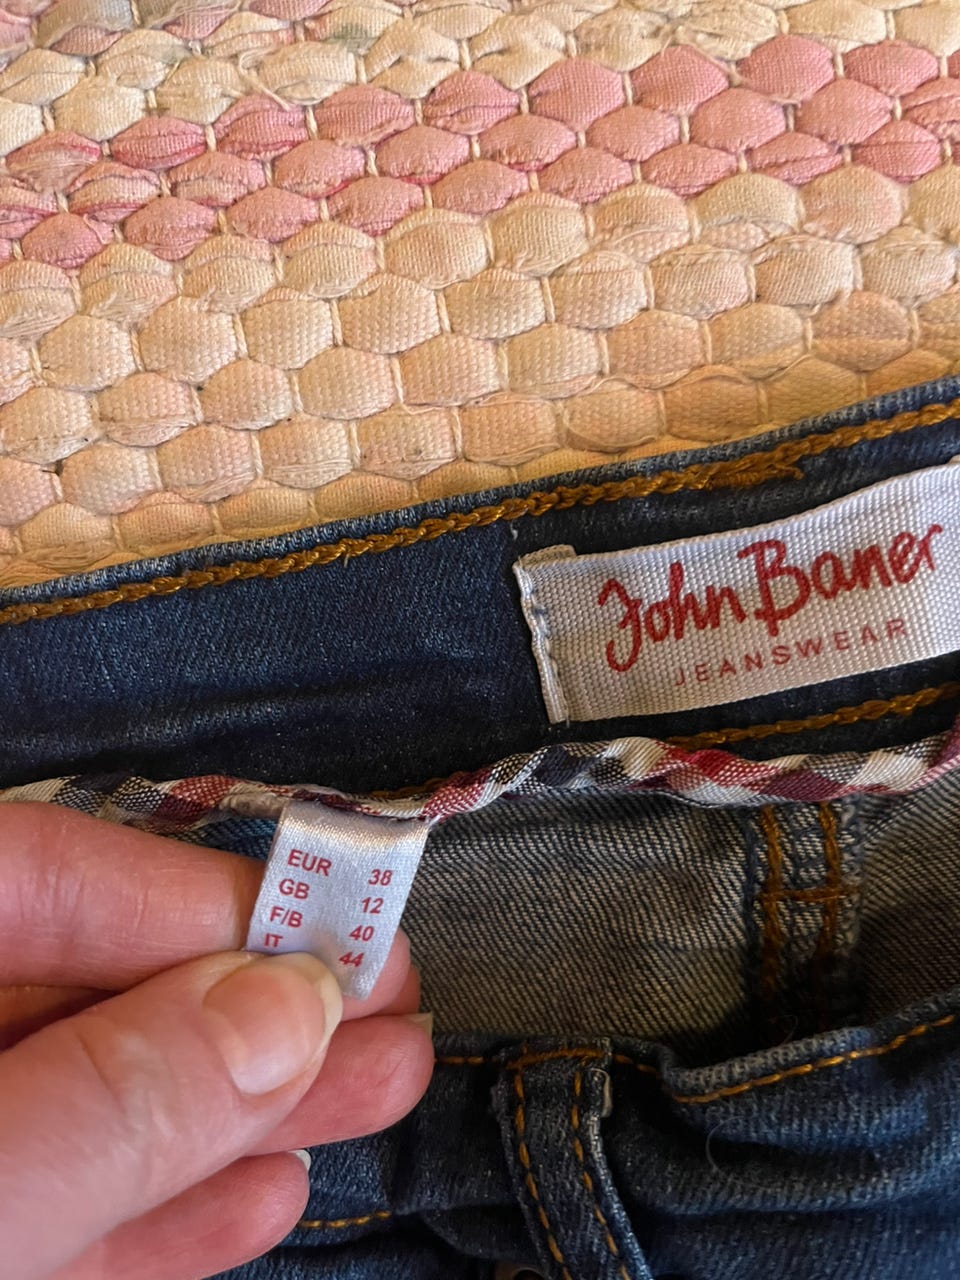 John Baner
JEANSWEAR
EUR 38
GB 12
F/B 40
IT 44